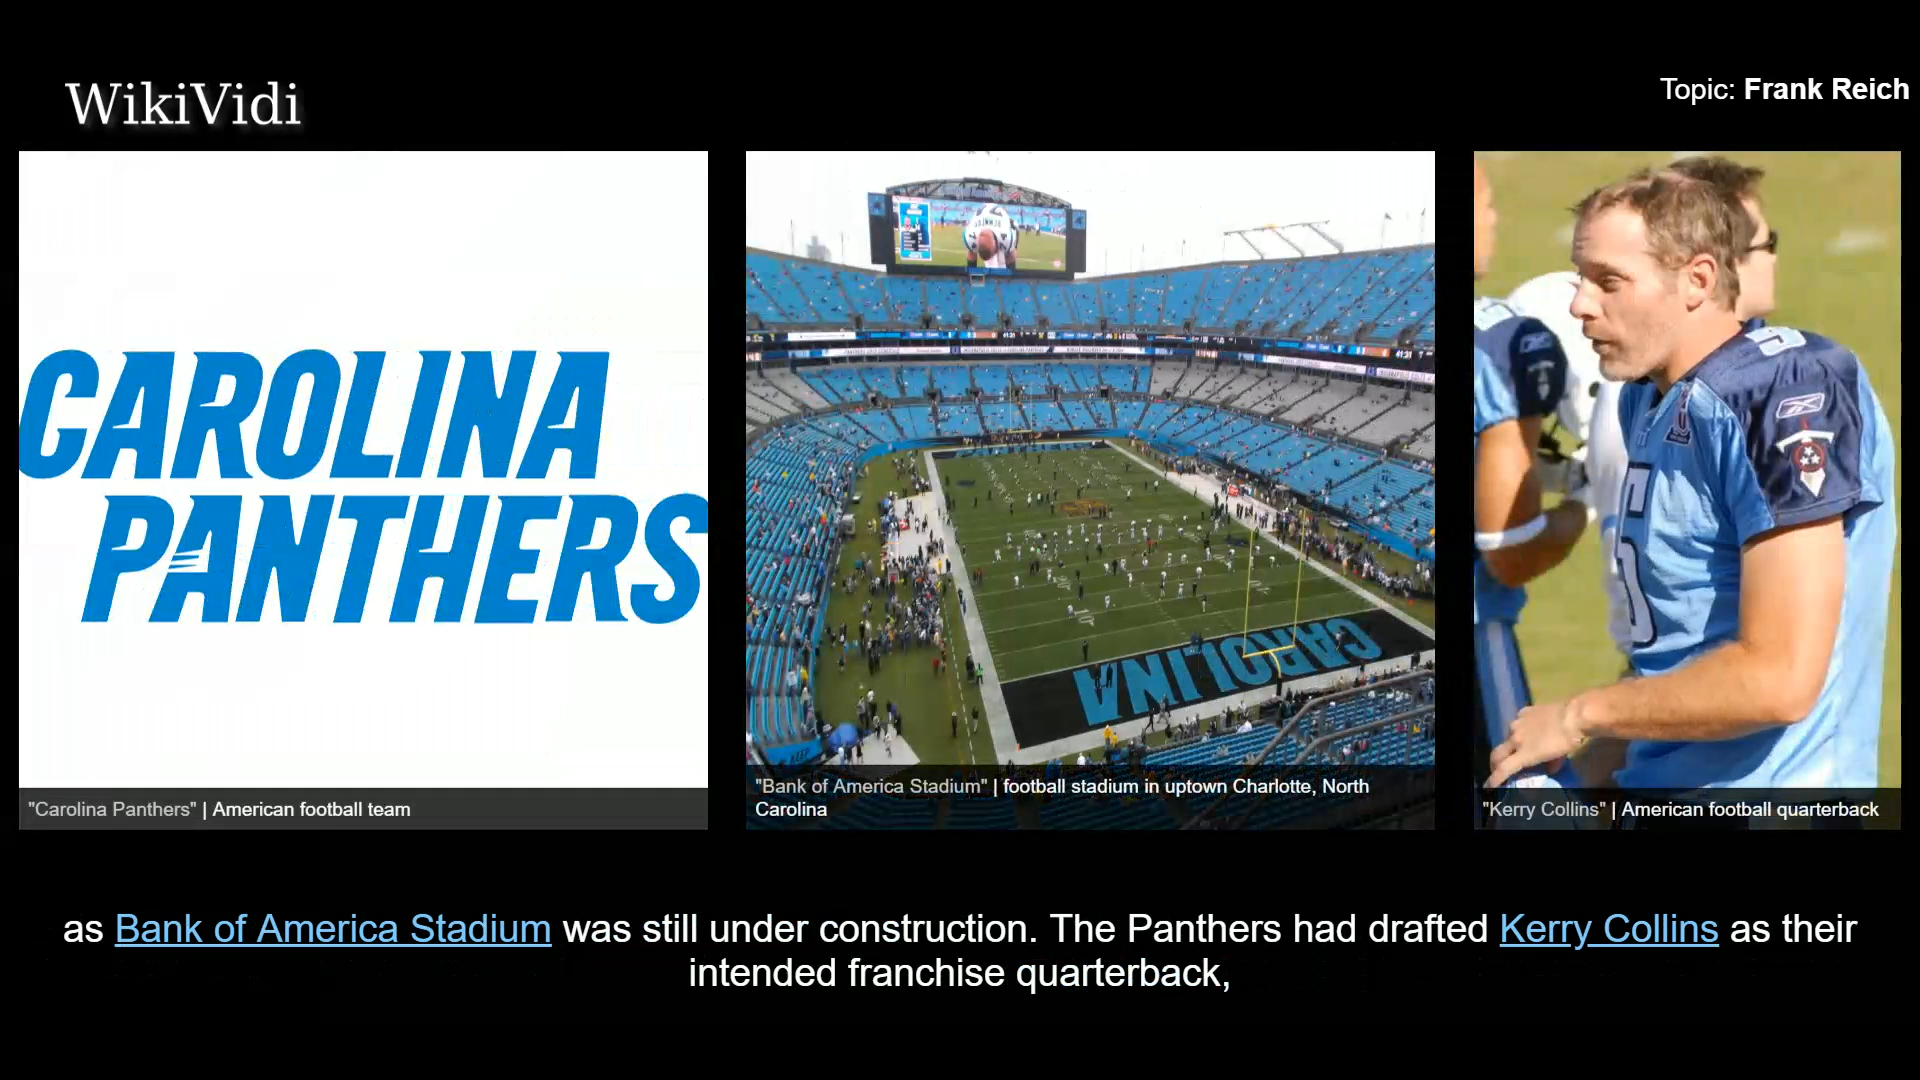 WikiVidi
Topic: Frank Reich
CAROLINA
PANTHERS
"Carolina Panthers" | American football team
CAROLINA
"Bank of America Stadium" | football stadium in uptown Charlotte, North
Carolina
5
"Kerry Collins" | American football quarterback
as Bank of America Stadium was still under construction. The Panthers had drafted Kerry Collins as their
intended franchise quarterback,